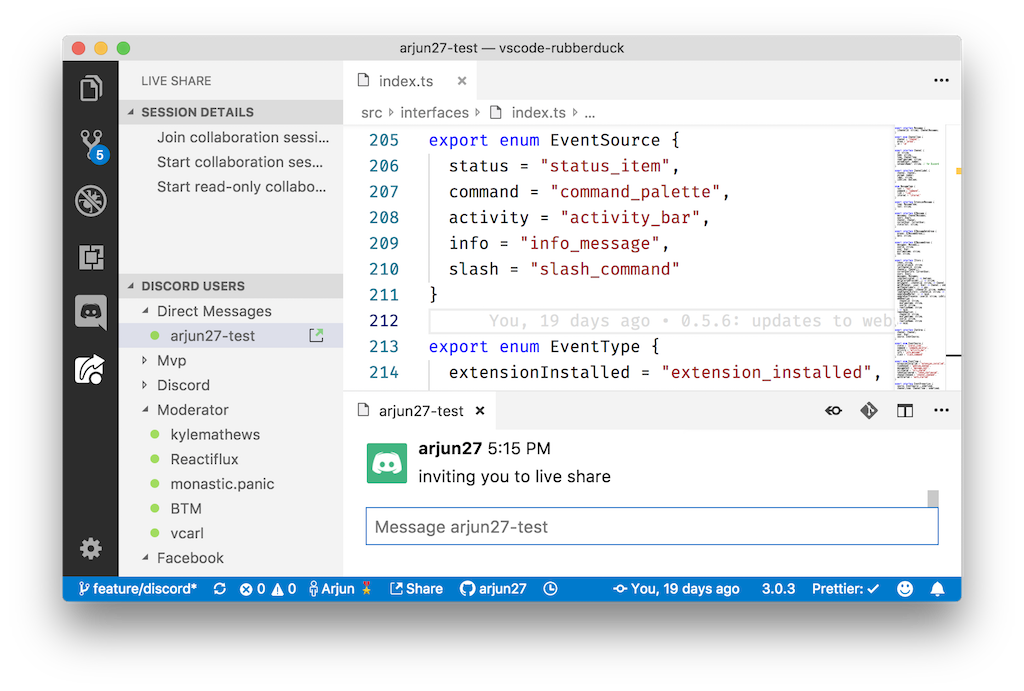 arjun27-test — vscode-rubberduck
LIVE SHARE
SESSION DETAILS
Join collaboration sessi...
Start collaboration ses...
Start read-only collabo...
DISCORD USERS
Direct Messages
arjun27-test
Mvp
Discord
Moderator
kylemathews
Reactiflux
monastic.panic
BTM
vcarl
Facebook
5
index.ts
src interfaces index.ts ...
205 export enum EventSource {
206 status = "status_item",
207 command = "command_palette",
208 activity = "activity_bar",
209 info = "info_message",
210 slash = "slash_command"
211 }
212 You, 19 days ago • 0.5.6: updates to web
213 export enum EventType {
214 extensionInstalled = "extension_installed",
arjun27-test
arjun27 5:15 PM
inviting you to live share
Message arjun27-test
feature/discord* 0 0 Arjun Share arjun27 You, 19 days ago 3.0.3 Prettier: